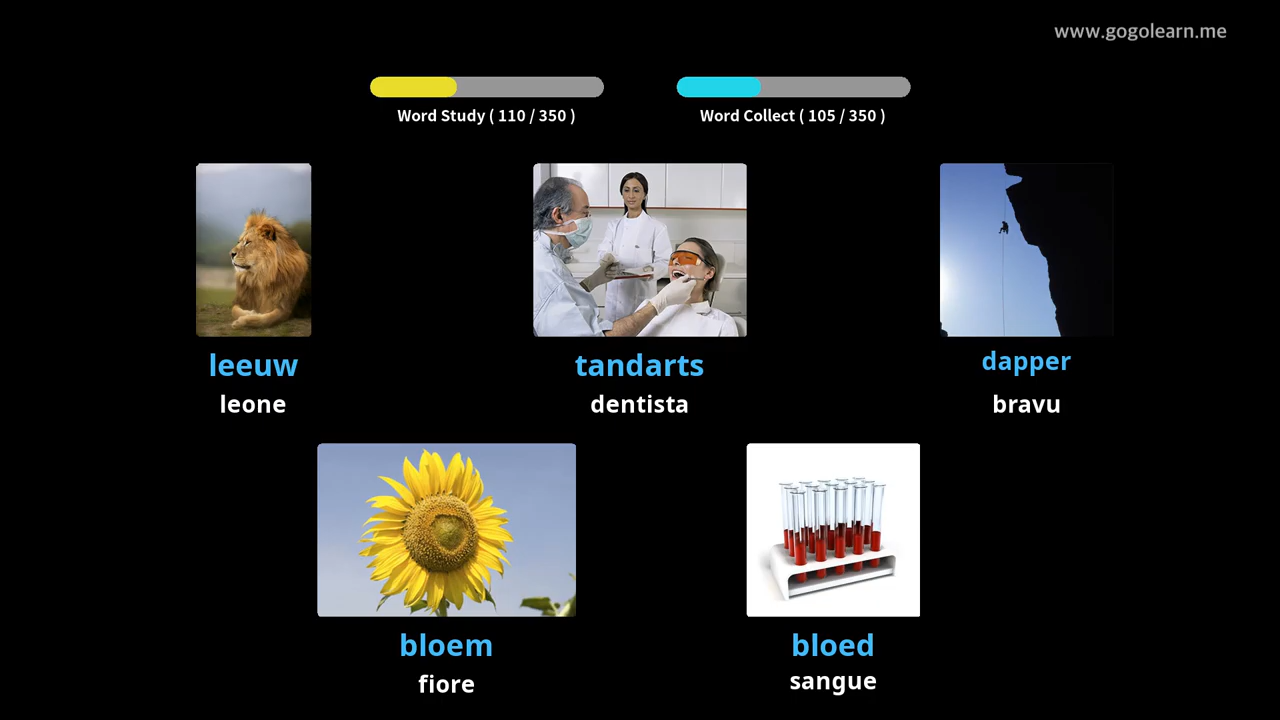 www.gogolearn.me
Word Study ( 110 / 350 )
Word Collect ( 105 / 350 )
leeuw
leone
tandarts
dentista
dapper
bravu
bloem
fiore
bloed
sangue